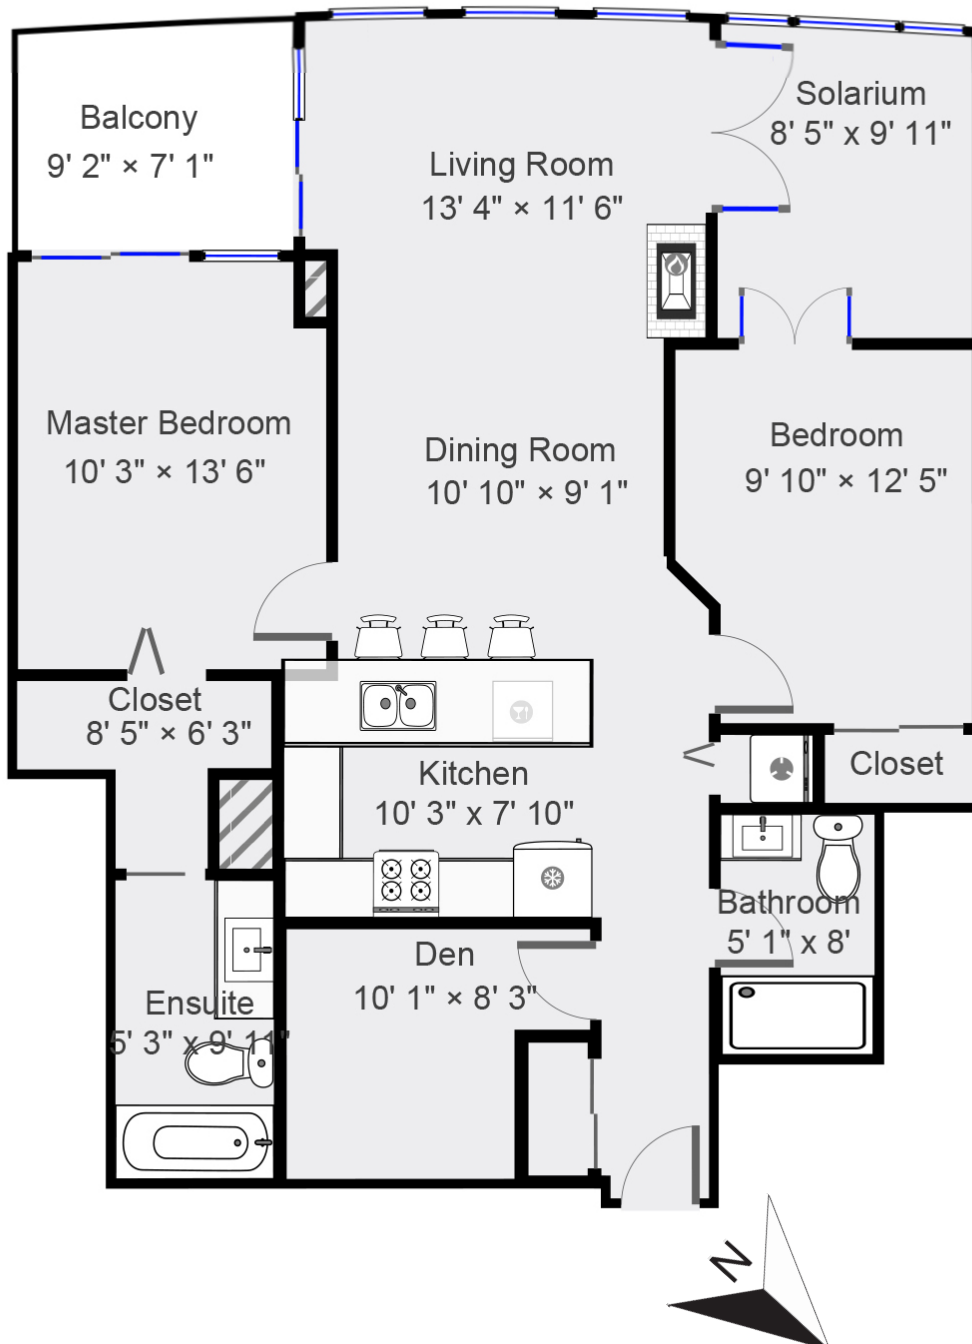 Balcony
9' 2" × 7' 1"
Living Room
13' 4" × 11' 6"
Solarium
8' 5" x 9' 11"
Master Bedroom
10' 3" × 13' 6"
Dining Room
10' 10" × 9' 1"
Bedroom
9' 10" × 12' 5"
Closet
8' 5" × 6' 3"
Kitchen
10' 3" x 7' 10"
Closet
Bathroom
5' 1" x 8'
Den
10' 1" × 8' 3"
Ensuite
5' 3" x 9' 11"
N